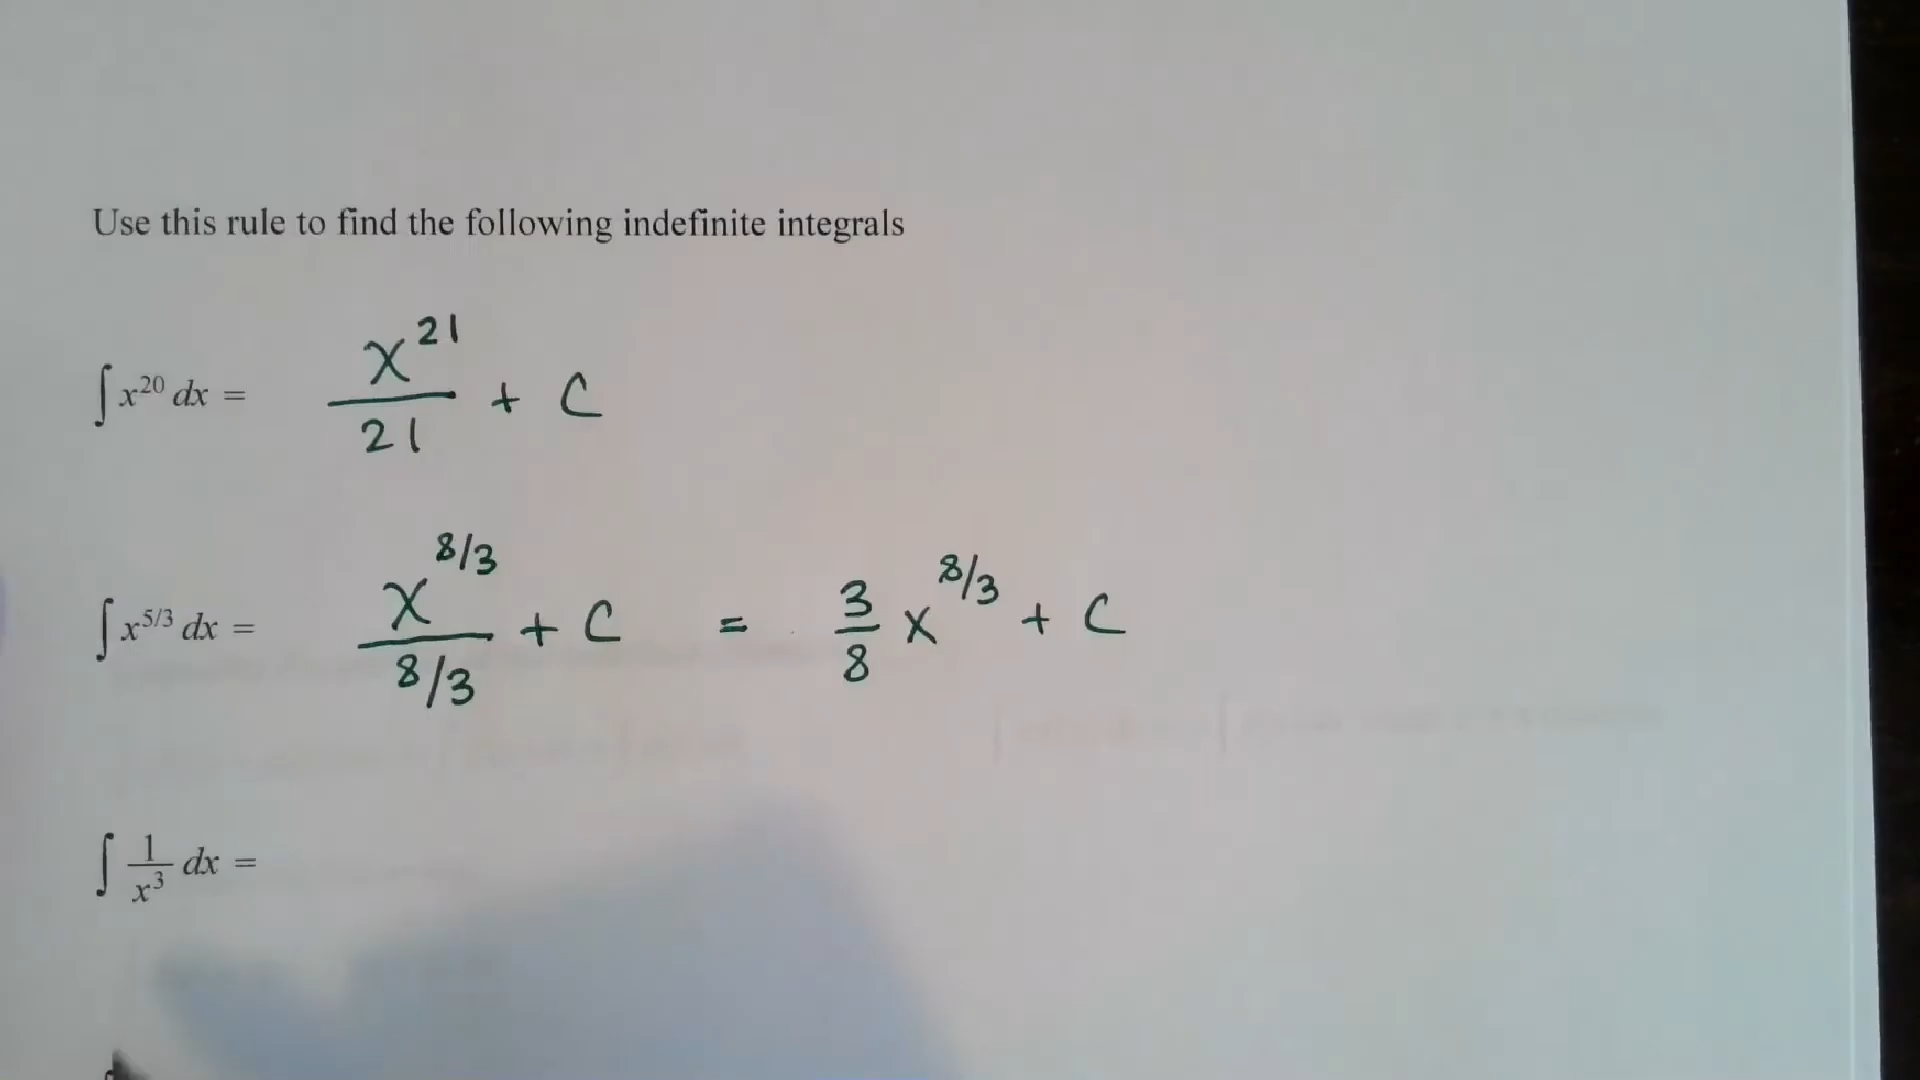 Use this rule to find the following indefinite integrals
∫ x^20 dx = x^21/21 + C
∫ x^5/3 dx = x^8/3/8/3 + C = 3/8 x^8/3 + C
∫ 1/x^3 dx =